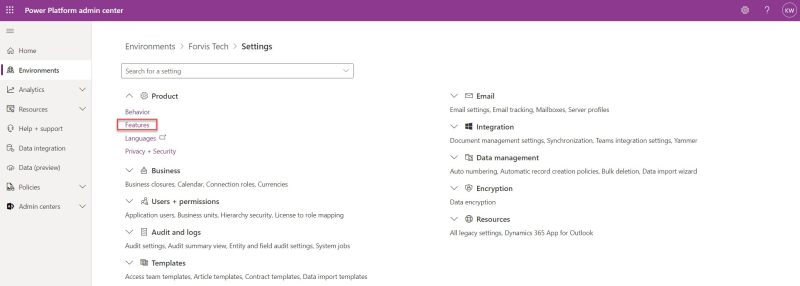 Power Platform admin center
KW
Home
Environments
Analytics
Resources
Help + support
Data integration
Data (preview)
Policies
Admin centers
Environments > Forvis Tech > Settings
Search for a setting
Product
Behavior
Features
Languages
Privacy + Security
Business
Business closures, Calendar, Connection roles, Currencies
Users + permissions
Application users, Business units, Hierarchy security, License to role mapping
Audit and logs
Audit settings, Audit summary view, Entity and field audit settings, System jobs
Templates
Access team templates, Article templates, Contract templates, Data import templates
Email
Email settings, Email tracking, Mailboxes, Server profiles
Integration
Document management settings, Synchronization, Teams integration settings, Yammer
Data management
Auto numbering, Automatic record creation policies, Bulk deletion, Data import wizard
Encryption
Data encryption
Resources
All legacy settings, Dynamics 365 App for Outlook